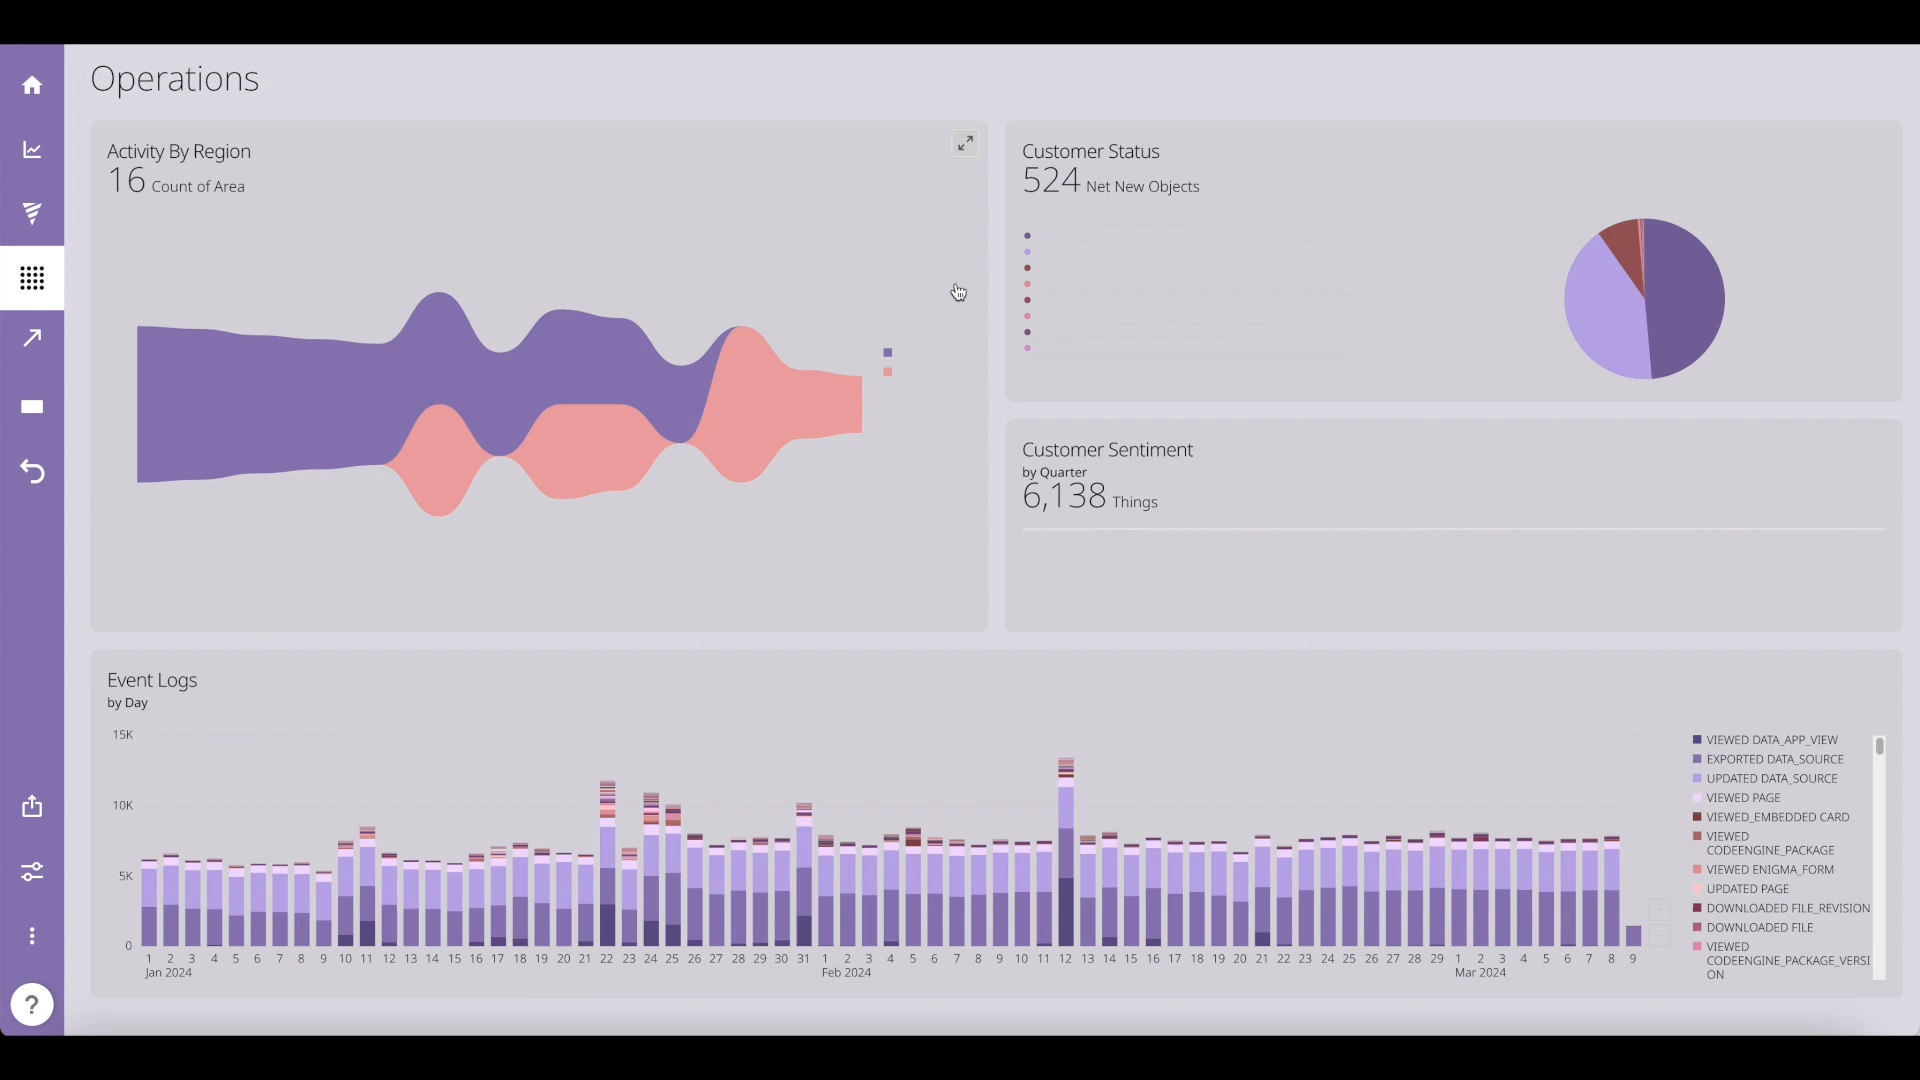 Operations
Activity By Region
16 Count of Area
Customer Status
524 Net New Objects
Customer Sentiment
by Quarter
6,138 Things
Event Logs
by Day
15K
10K
5K
0
1 2 3 4 5 6 7 8 9 10 11 12 13 14 15 16 17 18 19 20 21 22 23 24 25 26 27 28 29 30 31 1 2 3 4 5 6 7 8 9 10 11 12 13 14 15 16 17 18 19 20 21 22 23 24 25 26 27 28 29 1 2 3 4 5 6 7 8 9
Jan 2024 Feb 2024 Mar 2024
VIEWED DATA_APP_VIEW
EXPORTED DATA_SOURCE
UPDATED DATA_SOURCE
VIEWED PAGE
VIEWED_EMBEDDED CARD
VIEWED
CODEENGINE_PACKAGE
VIEWED ENIGMA_FORM
UPDATED PAGE
DOWNLOADED FILE_REVISION
DOWNLOADED FILE
VIEWED
CODEENGINE_PACKAGE_VERSI
ON
?